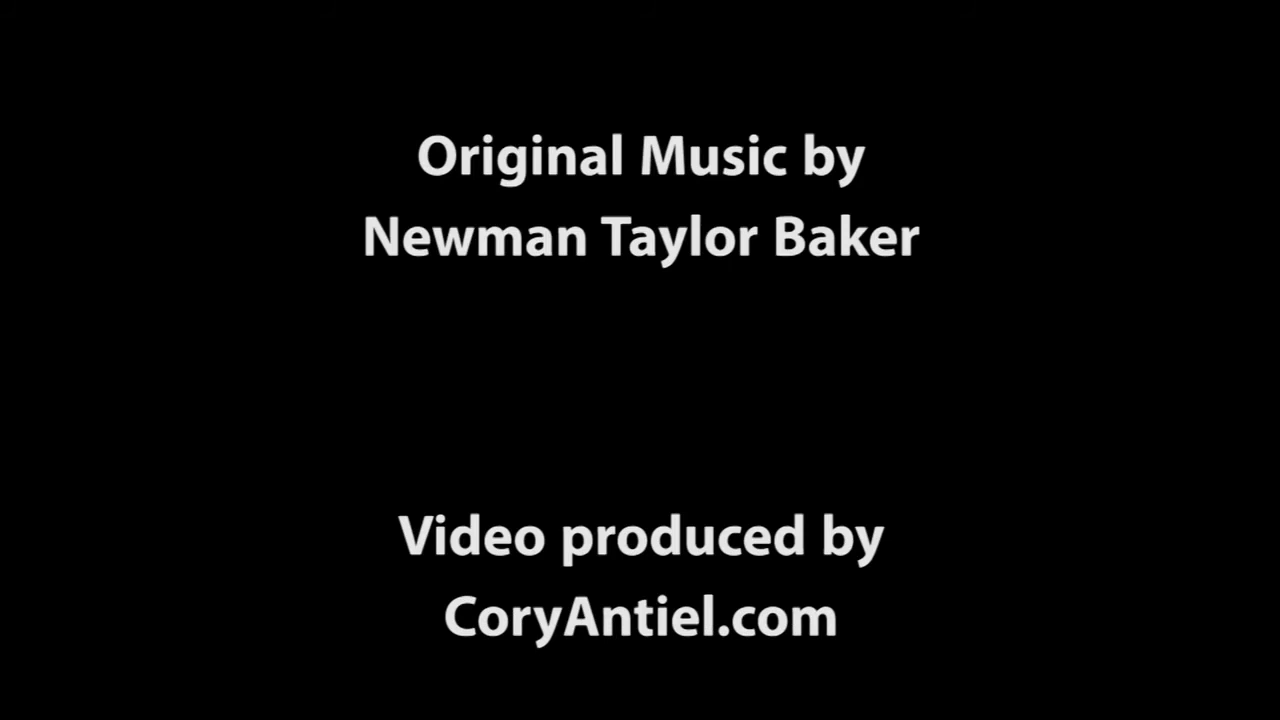 Original Music by
Newman Taylor Baker
Video produced by
CoryAntiel.com